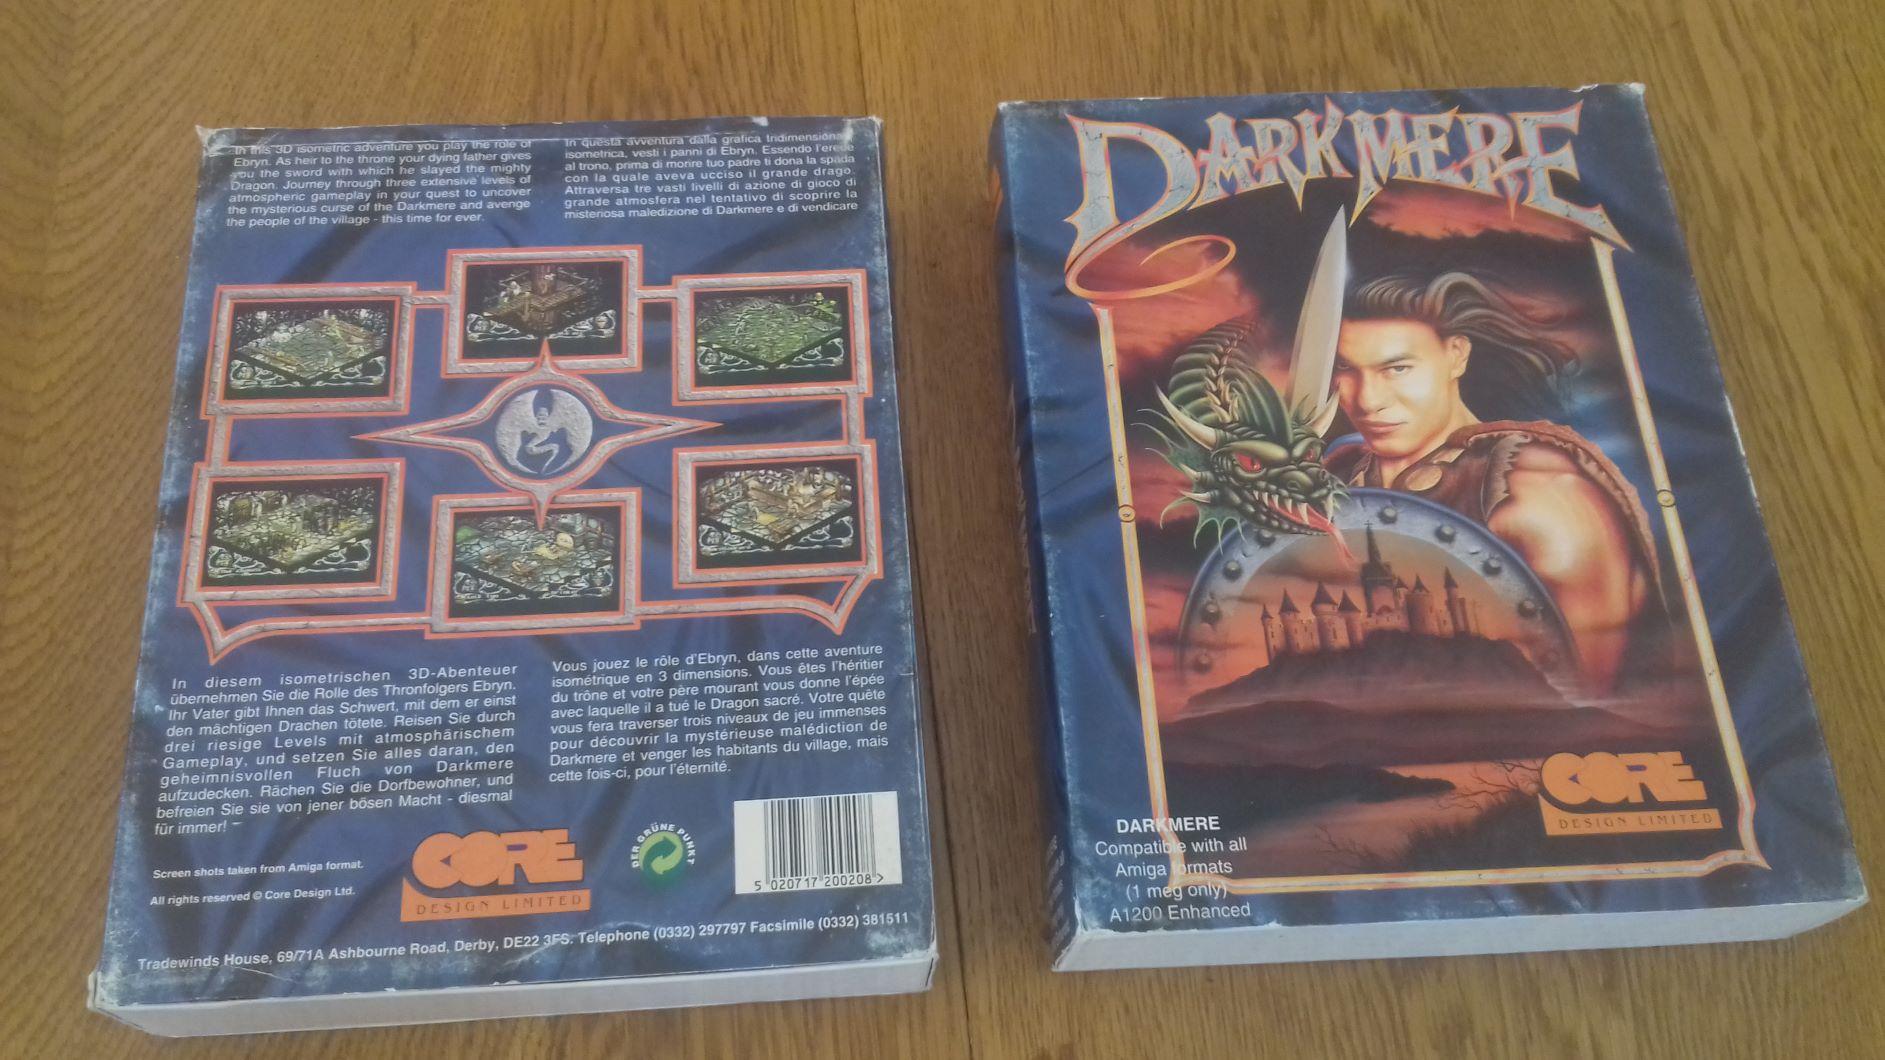 In this 3D isometric adventure you play the role of
Ebryn. As heir to the throne your dying father gives
you the sword with which he slayed the mighty
Dragon. Journey through three extensive levels of
atmospheric gameplay in your quest to uncover
the mysterious curse of the Darkmere and avenge
the people of the village - this time for ever.
In questa avventura dalla grafica tridimensionale
isometrica, vesti i panni di Ebryn. Essendo l'erede
al trono, prima di morire tuo padre ti dona la spada
con la quale aveva ucciso il grande drago.
Attraversa tre vasti livelli di azione di gioco di
grande atmosfera nel tentativo di scoprire la
misteriosa maledizione di Darkmere e di vendicare
In diesem isometrischen 3D-Abenteuer
übernehmen Sie die Rolle des Thronfolgers Ebryn.
Ihr Vater gibt Ihnen das Schwert, mit dem er einst
den mächtigen Drachen tötete. Reisen Sie durch
drei riesige Levels mit atmosphärischem
Gameplay, und setzen Sie alles daran, den
geheimnisvollen Fluch von Darkmere
aufzudecken. Rächen Sie die Dorfbewohner, und
befreien Sie sie von jener bösen Macht - diesmal
für immer!
Vous jouez le rôle d'Ebryn, dans cette aventure
isométrique en 3 dimensions. Vous êtes l'héritier
du trône et votre père mourant vous donne l'épée
avec laquelle il a tué le Dragon sacré. Votre quête
vous fera traverser trois niveaux de jeu immenses
pour découvrir la mystérieuse malédiction de
Darkmere et venger les habitants du village, mais
cette fois-ci, pour l'éternité.
Screen shots taken from Amiga format.
All rights reserved © Core Design Ltd.
CORE
DESIGN LIMITED
DER GRÜNE PUNKT
5 020717 200208 >
Tradewinds House, 69/71A Ashbourne Road, Derby, DE22 3FS. Telephone (0332) 297797 Facsimile (0332) 381511
DARKMERE
CORE
DESIGN LIMITED
DARKMERE
Compatible with all
Amiga formats
(1 meg only)
A1200 Enhanced